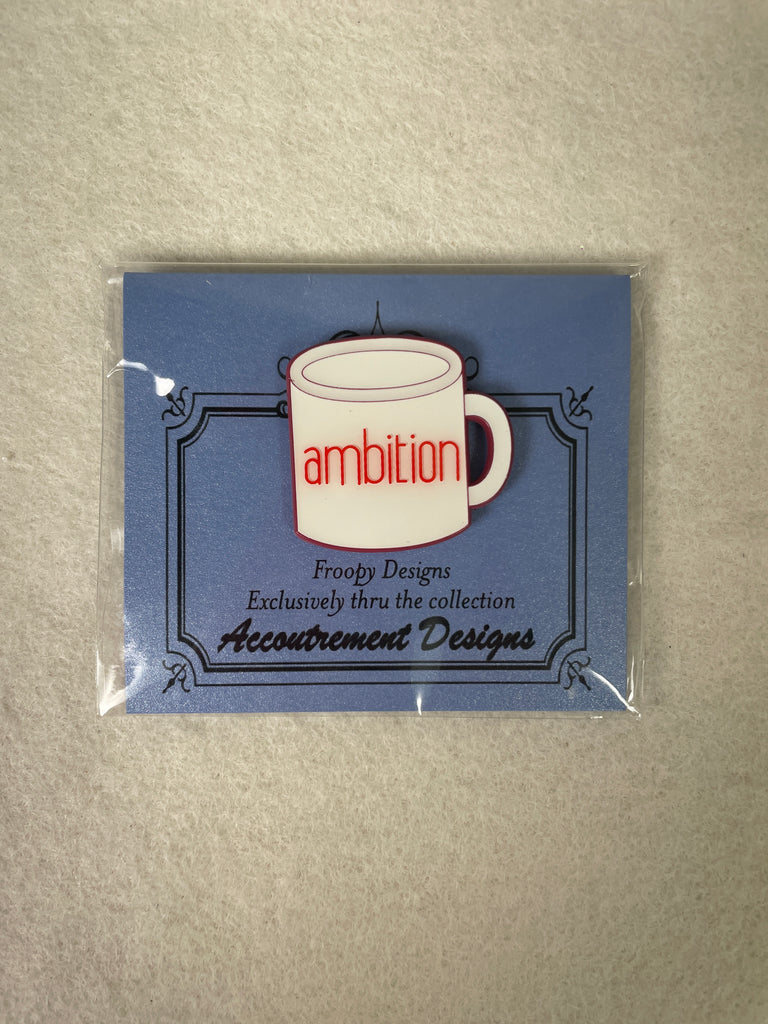 ambition
Froopy Designs
Exclusively thru the collection
Accoutrement Designs